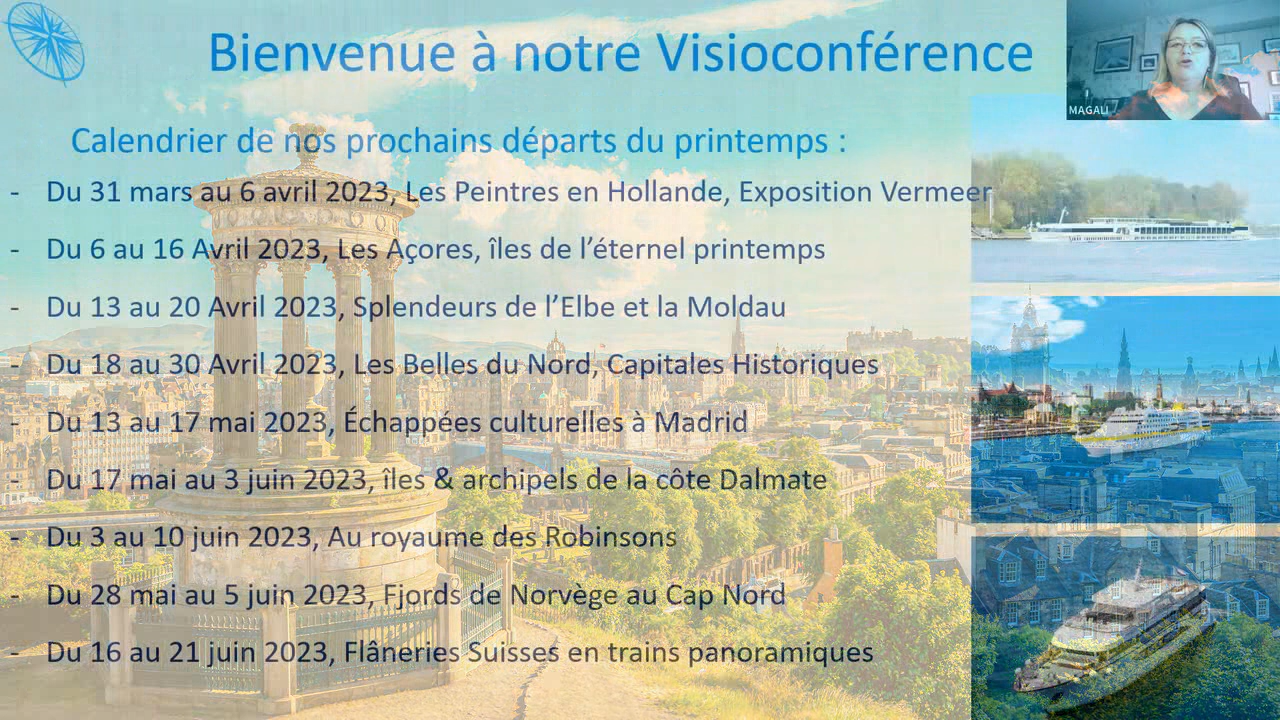 Bienvenue à notre Visioconférence
MAGALI
Calendrier de nos prochains départs du printemps :
- Du 31 mars au 6 avril 2023, Les Peintres en Hollande, Exposition Vermeer
- Du 6 au 16 Avril 2023, Les Açores, îles de l’éternel printemps
- Du 13 au 20 Avril 2023, Splendeurs de l’Elbe et la Moldau
- Du 18 au 30 Avril 2023, Les Belles du Nord, Capitales Historiques
- Du 13 au 17 mai 2023, Échappées culturelles à Madrid
- Du 17 mai au 3 juin 2023, îles & archipels de la côte Dalmate
- Du 3 au 10 juin 2023, Au royaume des Robinsons
- Du 28 mai au 5 juin 2023, Fjords de Norvège au Cap Nord
- Du 16 au 21 juin 2023, Flâneries Suisses en trains panoramiques